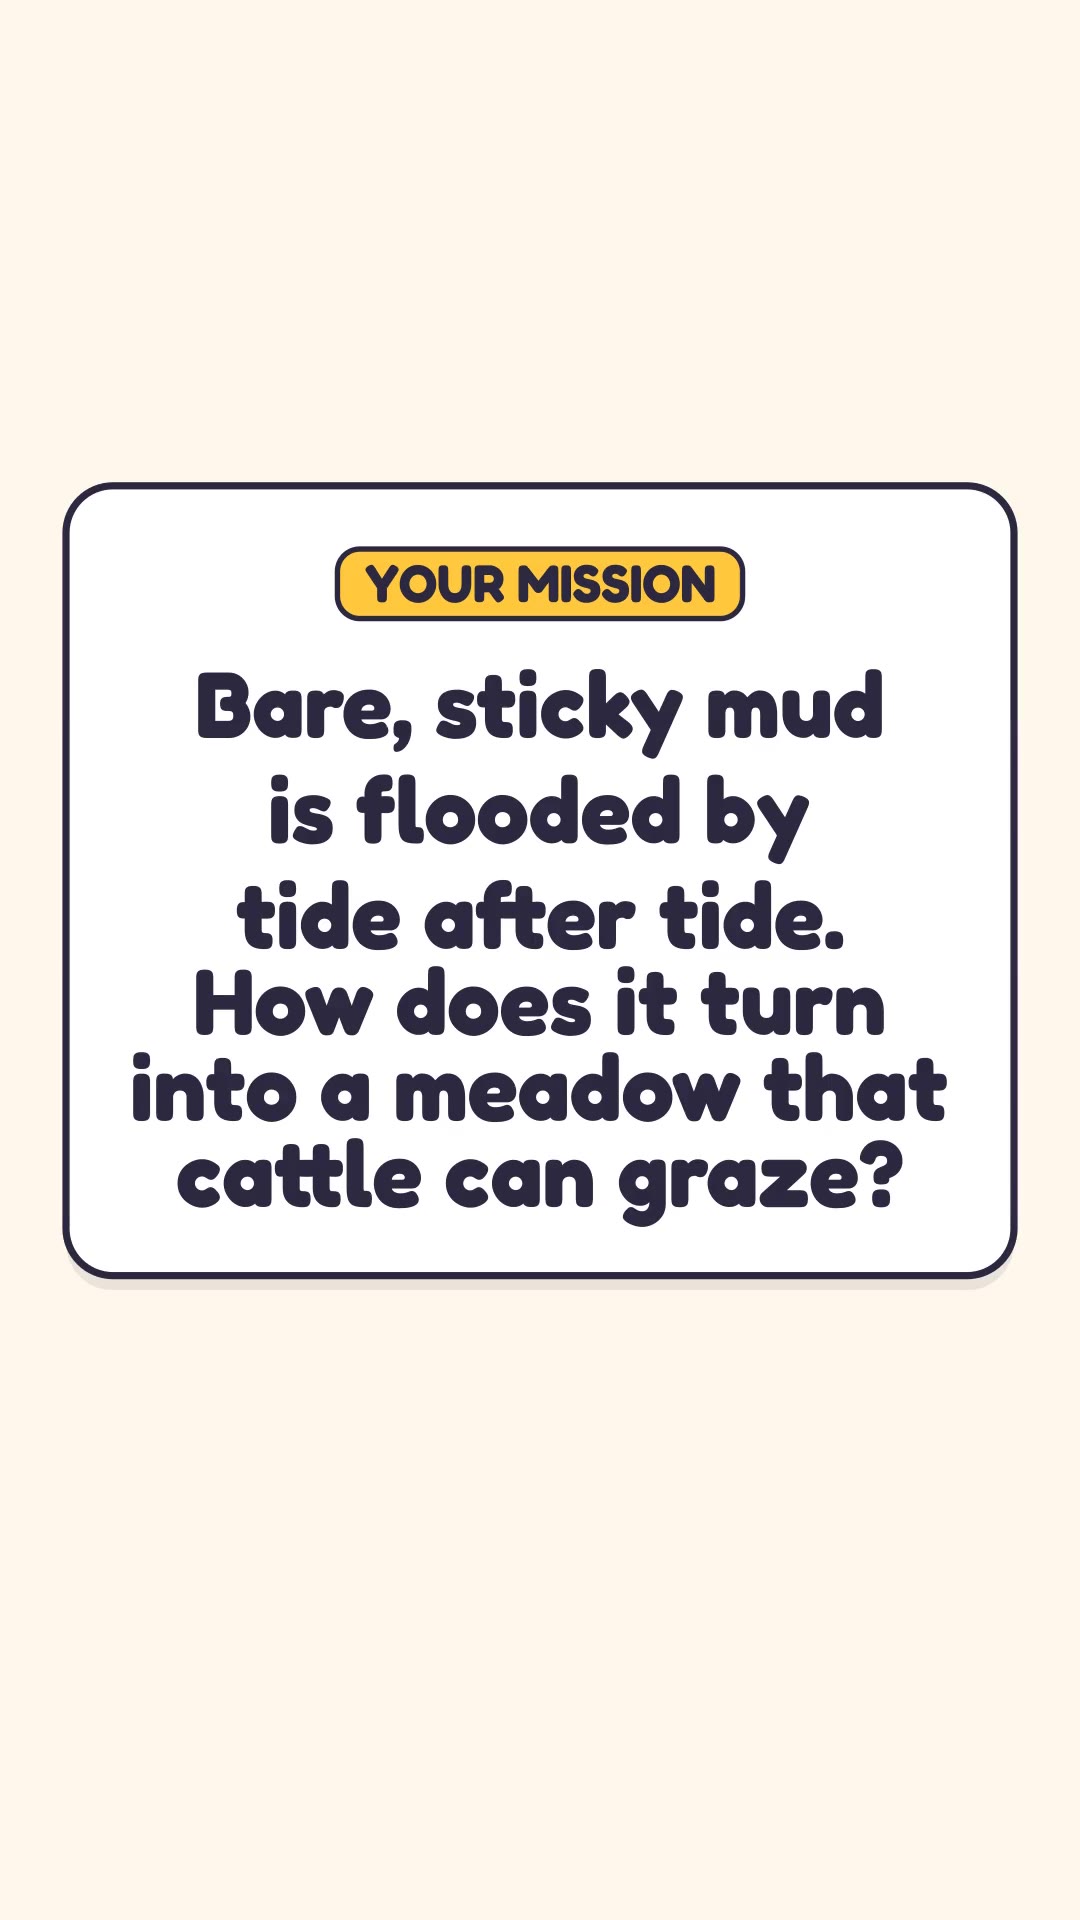 YOUR MISSION
Bare, sticky mud
is flooded by
tide after tide.
How does it turn
into a meadow that
cattle can graze?